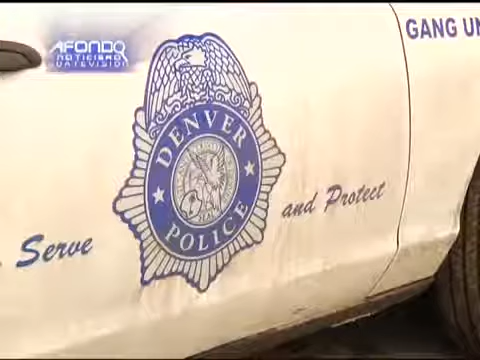 AFONDO
NOTICIERO
UNIVISION
GANG UN
DENVER
POLICE
Serve
and Protect